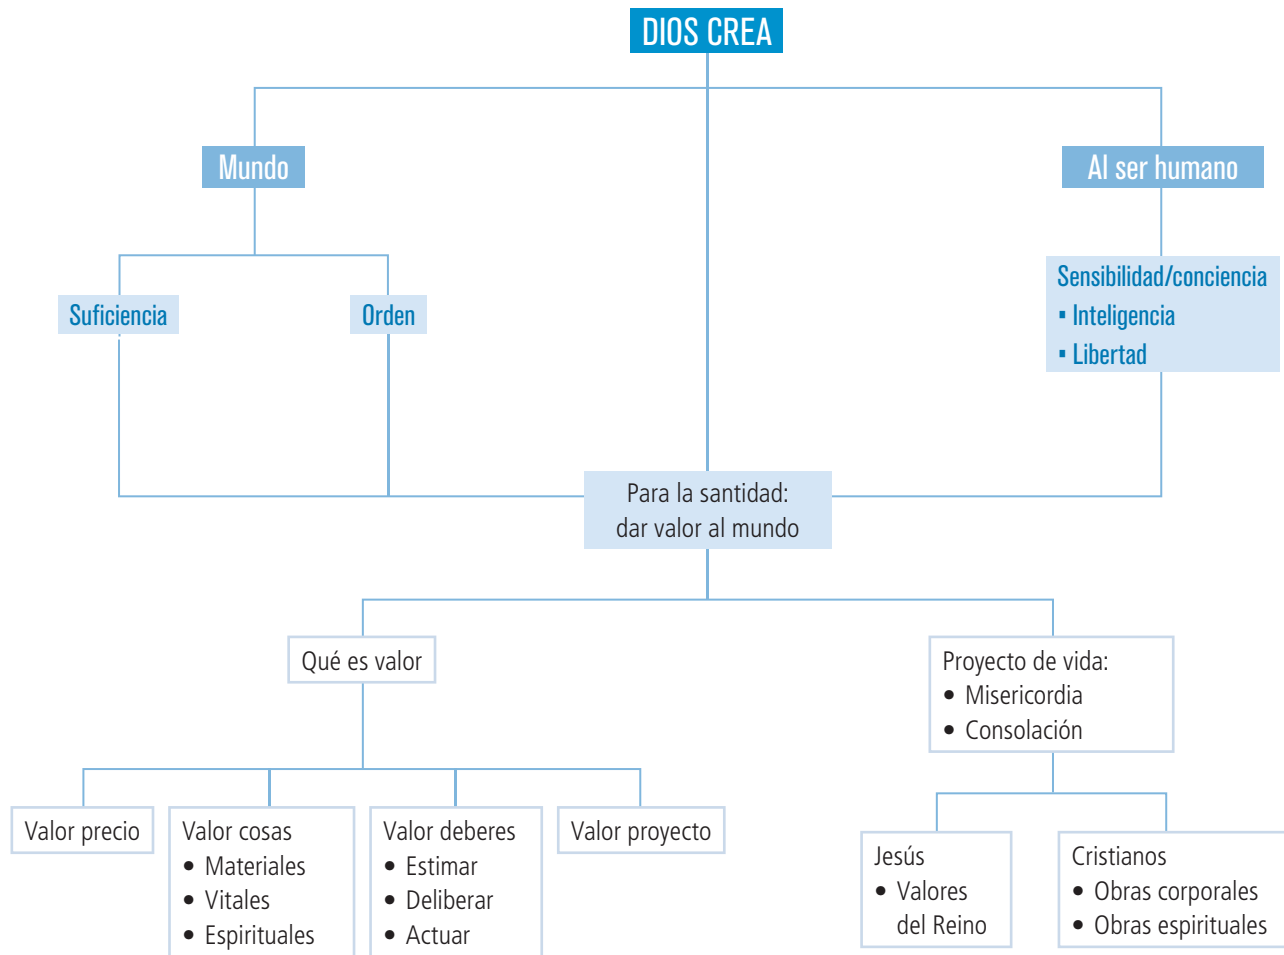 DIOS CREA
Mundo
Al ser humano
Suficiencia
Orden
Sensibilidad/conciencia
▪ Inteligencia
▪ Libertad
Para la santidad:
dar valor al mundo
Qué es valor
Proyecto de vida:
• Misericordia
• Consolación
Valor precio
Valor cosas
• Materiales
• Vitales
• Espirituales
Valor deberes
• Estimar
• Deliberar
• Actuar
Valor proyecto
Jesús
• Valores
del Reino
Cristianos
• Obras corporales
• Obras espirituales